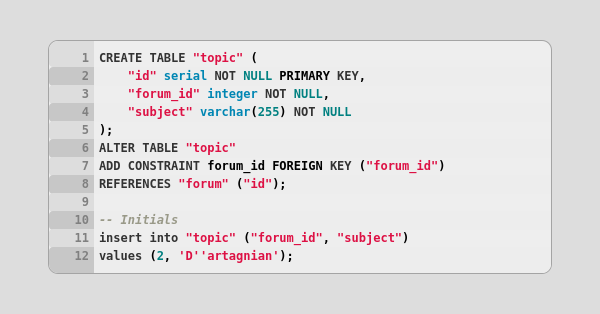 1 CREATE TABLE "topic" (
2     "id" serial NOT NULL PRIMARY KEY,
3     "forum_id" integer NOT NULL,
4     "subject" varchar(255) NOT NULL
5 );
6 ALTER TABLE "topic"
7 ADD CONSTRAINT forum_id FOREIGN KEY ("forum_id")
8 REFERENCES "forum" ("id");
9
10 -- Initials
11 insert into "topic" ("forum_id", "subject")
12 values (2, 'D''artagnian');